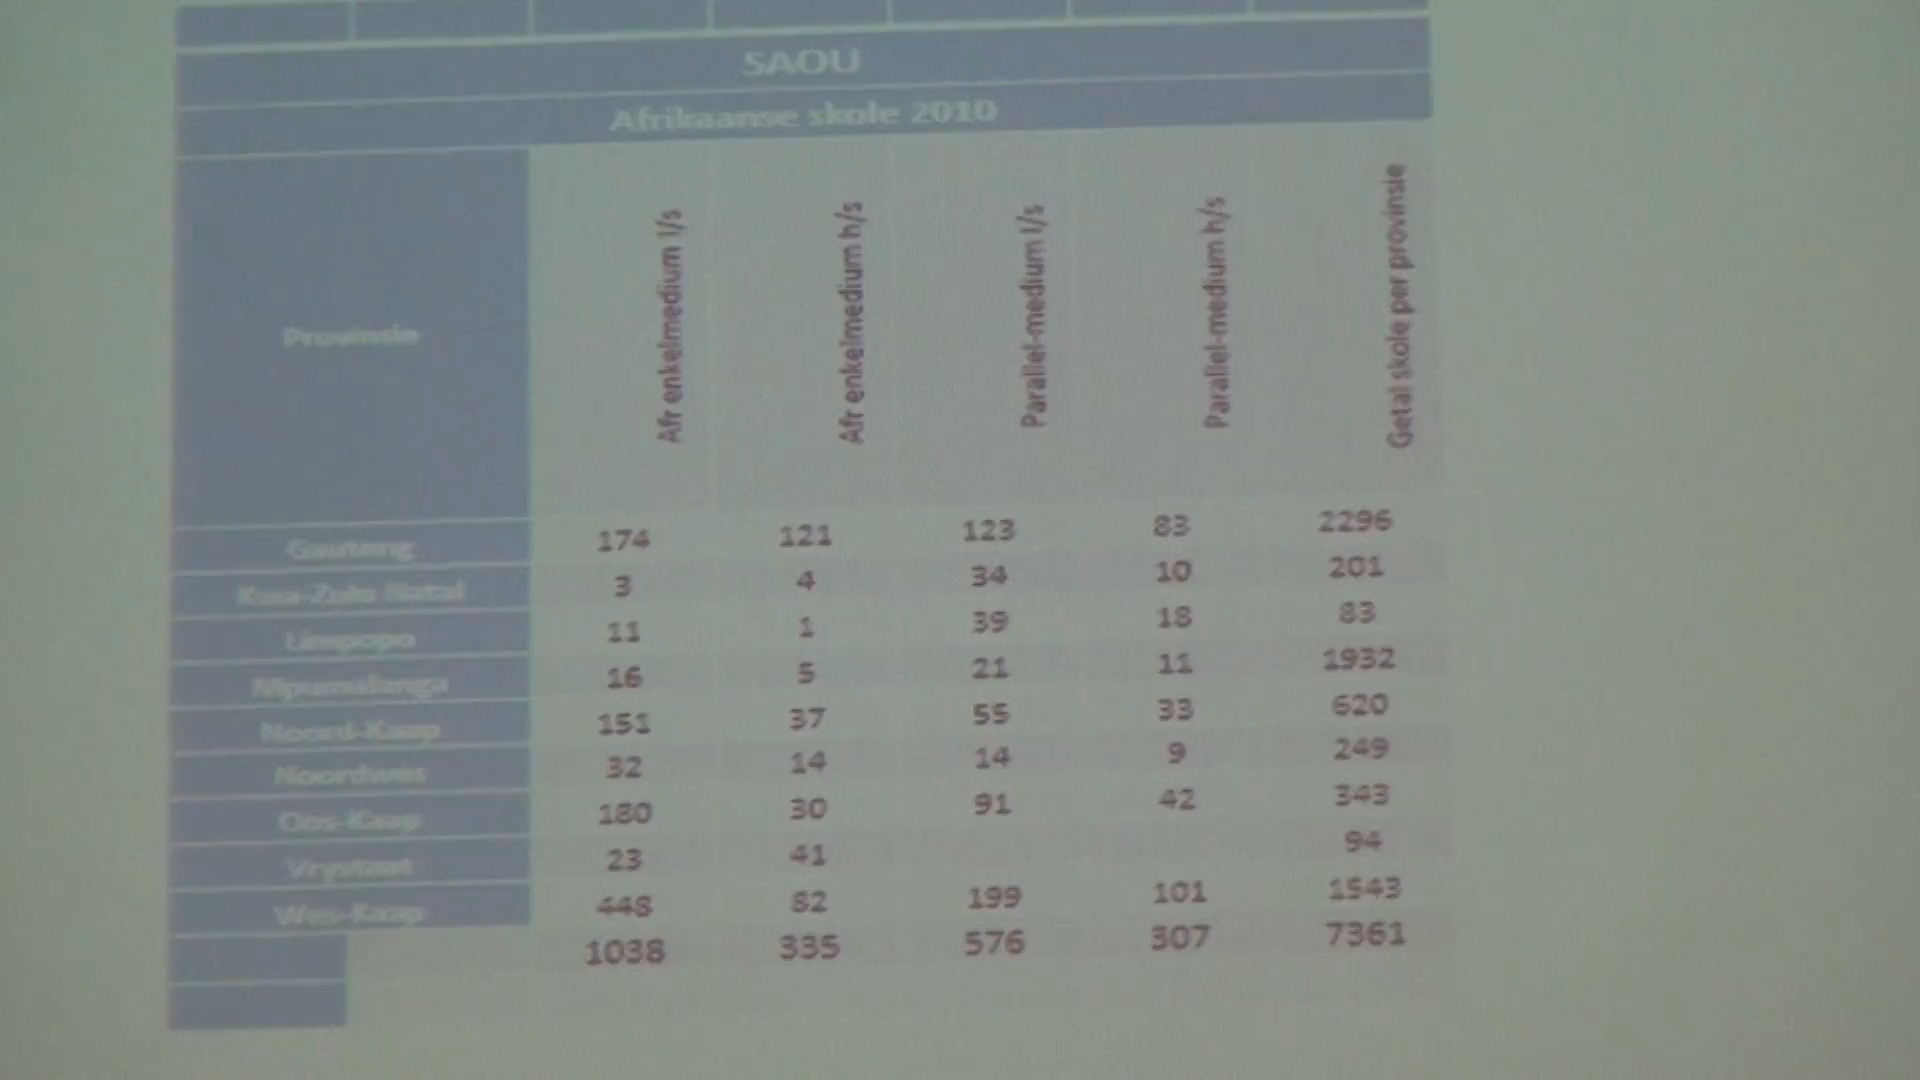 SAOU
Afrikaanse skole 2010
Provinsie Afr enkelmedium l/s Afr enkelmedium h/s Parallel-medium l/s Parallel-medium h/s Getal skole per provinsie
Gauteng 174 121 123 83 2296
Kwa-Zulu Natal 3 4 34 10 201
Limpopo 11 1 39 18 83
Mpumalanga 16 5 21 11 1932
Noord-Kaap 151 37 55 33 620
Noordwes 32 14 14 9 249
Oos-Kaap 180 30 91 42 343
Vrystaat 23 41 94
Wes-Kaap 448 82 199 101 1543
1038 335 576 307 7361